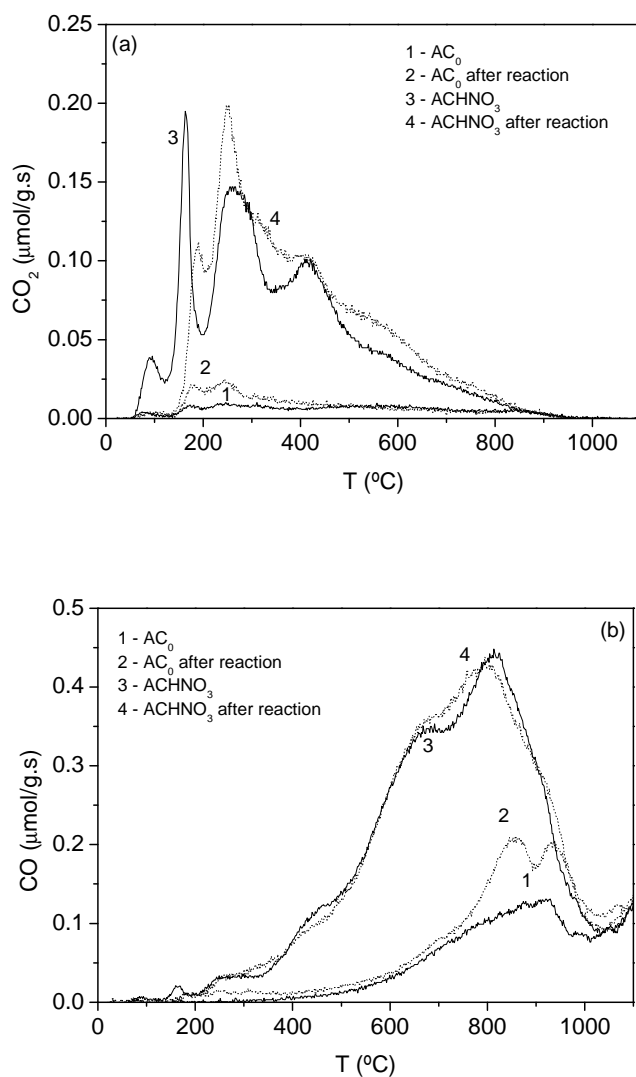 (a)
1 - AC₀
2 - AC₀ after reaction
3 - ACHNO₃
4 - ACHNO₃ after reaction
0.25
0.20
0.15
0.10
0.05
0.00
CO₂ (μmol/g.s)
3
4
2
1
0 200 400 600 800 1000
T (ºC)
(b)
1 - AC₀
2 - AC₀ after reaction
3 - ACHNO₃
4 - ACHNO₃ after reaction
0.5
0.4
0.3
0.2
0.1
0.0
CO (μmol/g.s)
4
3
2
1
0 200 400 600 800 1000
T (ºC)